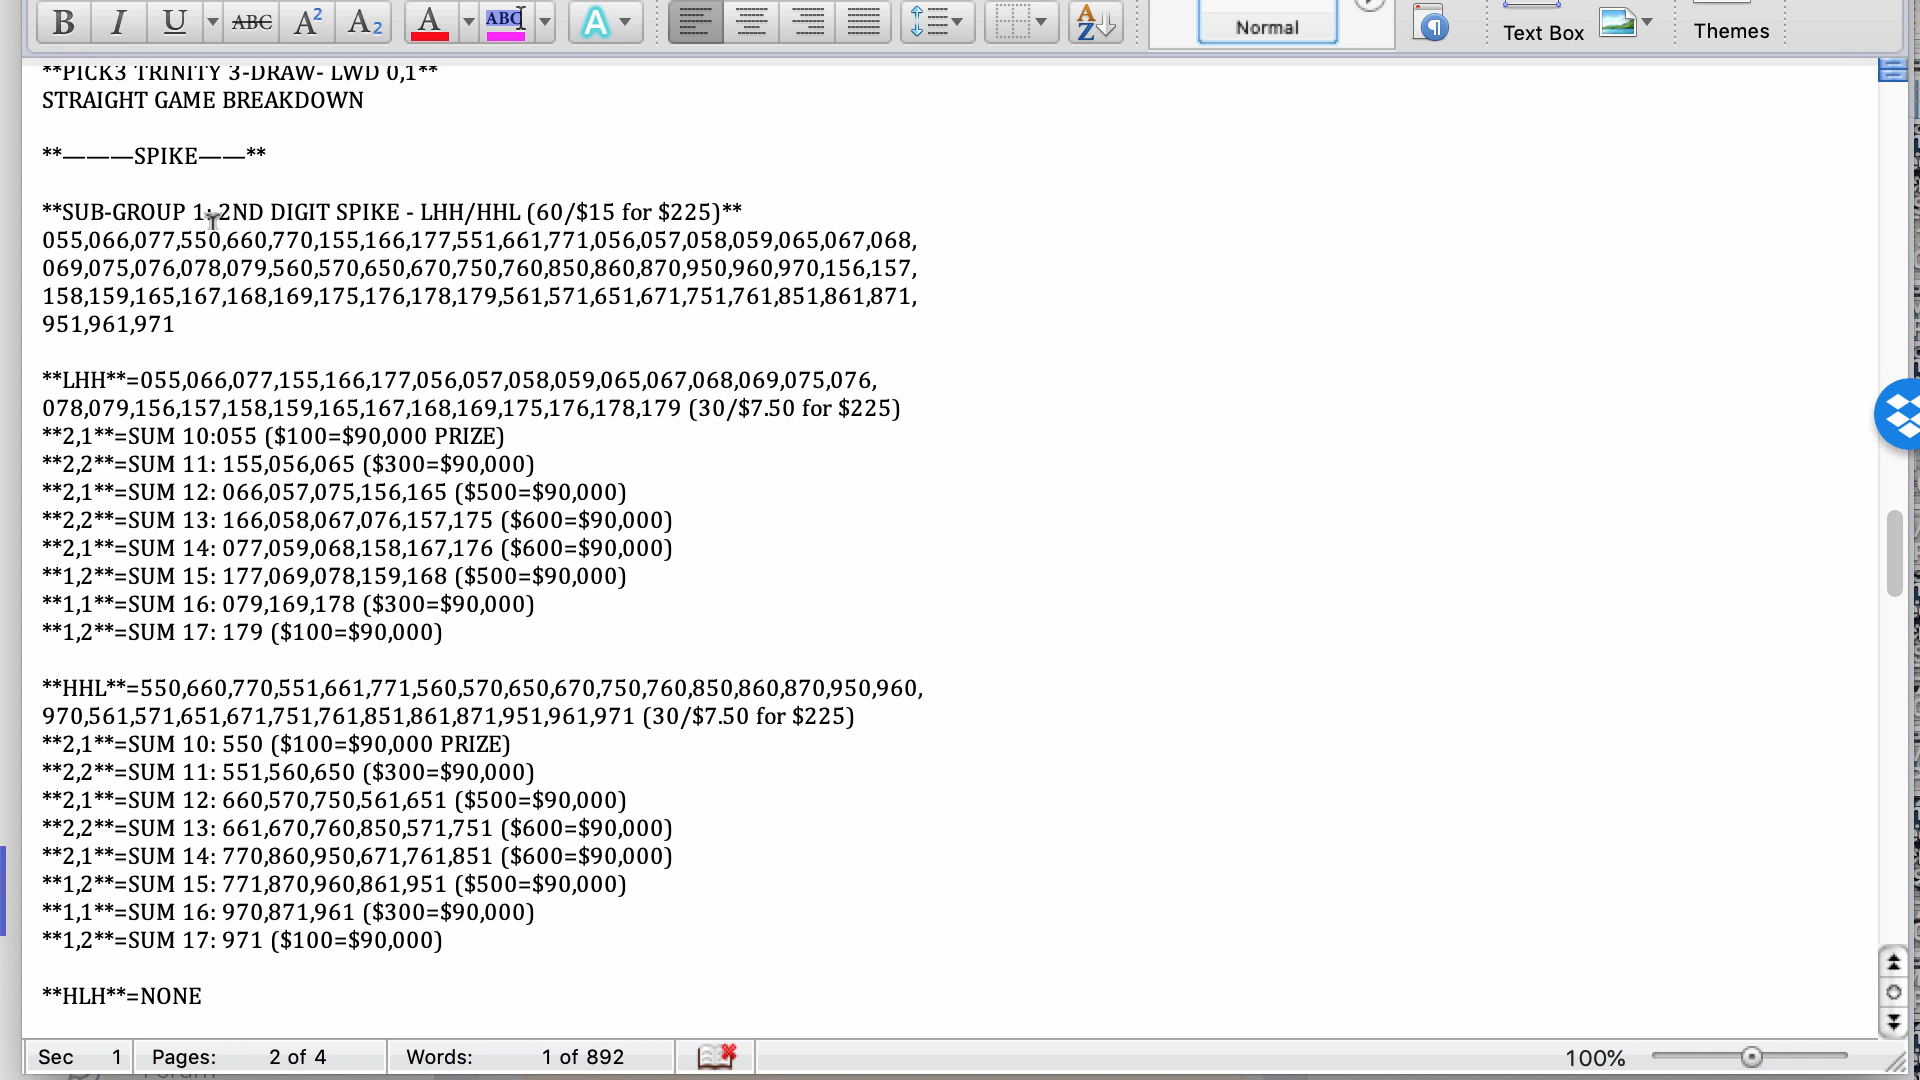 B I U ABC A² A₂ A ABC A
Normal
Text Box
Themes
**PICK3 TRINITY 3-DRAW- LWD 0,1**
STRAIGHT GAME BREAKDOWN
**———SPIKE——**
**SUB-GROUP 1: 2ND DIGIT SPIKE - LHH/HHL (60/$15 for $225)**
055,066,077,550,660,770,155,166,177,551,661,771,056,057,058,059,065,067,068,
069,075,076,078,079,560,570,650,670,750,760,850,860,870,950,960,970,156,157,
158,159,165,167,168,169,175,176,178,179,561,571,651,671,751,761,851,861,871,
951,961,971
**LHH**=055,066,077,155,166,177,056,057,058,059,065,067,068,069,075,076,
078,079,156,157,158,159,165,167,168,169,175,176,178,179 (30/$7.50 for $225)
**2,1**=SUM 10:055 ($100=$90,000 PRIZE)
**2,2**=SUM 11: 155,056,065 ($300=$90,000)
**2,1**=SUM 12: 066,057,075,156,165 ($500=$90,000)
**2,2**=SUM 13: 166,058,067,076,157,175 ($600=$90,000)
**2,1**=SUM 14: 077,059,068,158,167,176 ($600=$90,000)
**1,2**=SUM 15: 177,069,078,159,168 ($500=$90,000)
**1,1**=SUM 16: 079,169,178 ($300=$90,000)
**1,2**=SUM 17: 179 ($100=$90,000)
**HHL**=550,660,770,551,661,771,560,570,650,670,750,760,850,860,870,950,960,
970,561,571,651,671,751,761,851,861,871,951,961,971 (30/$7.50 for $225)
**2,1**=SUM 10: 550 ($100=$90,000 PRIZE)
**2,2**=SUM 11: 551,560,650 ($300=$90,000)
**2,1**=SUM 12: 660,570,750,561,651 ($500=$90,000)
**2,2**=SUM 13: 661,670,760,850,571,751 ($600=$90,000)
**2,1**=SUM 14: 770,860,950,671,761,851 ($600=$90,000)
**1,2**=SUM 15: 771,870,960,861,951 ($500=$90,000)
**1,1**=SUM 16: 970,871,961 ($300=$90,000)
**1,2**=SUM 17: 971 ($100=$90,000)
**HLH**=NONE
Sec 1 Pages: 2 of 4 Words: 1 of 892 100%